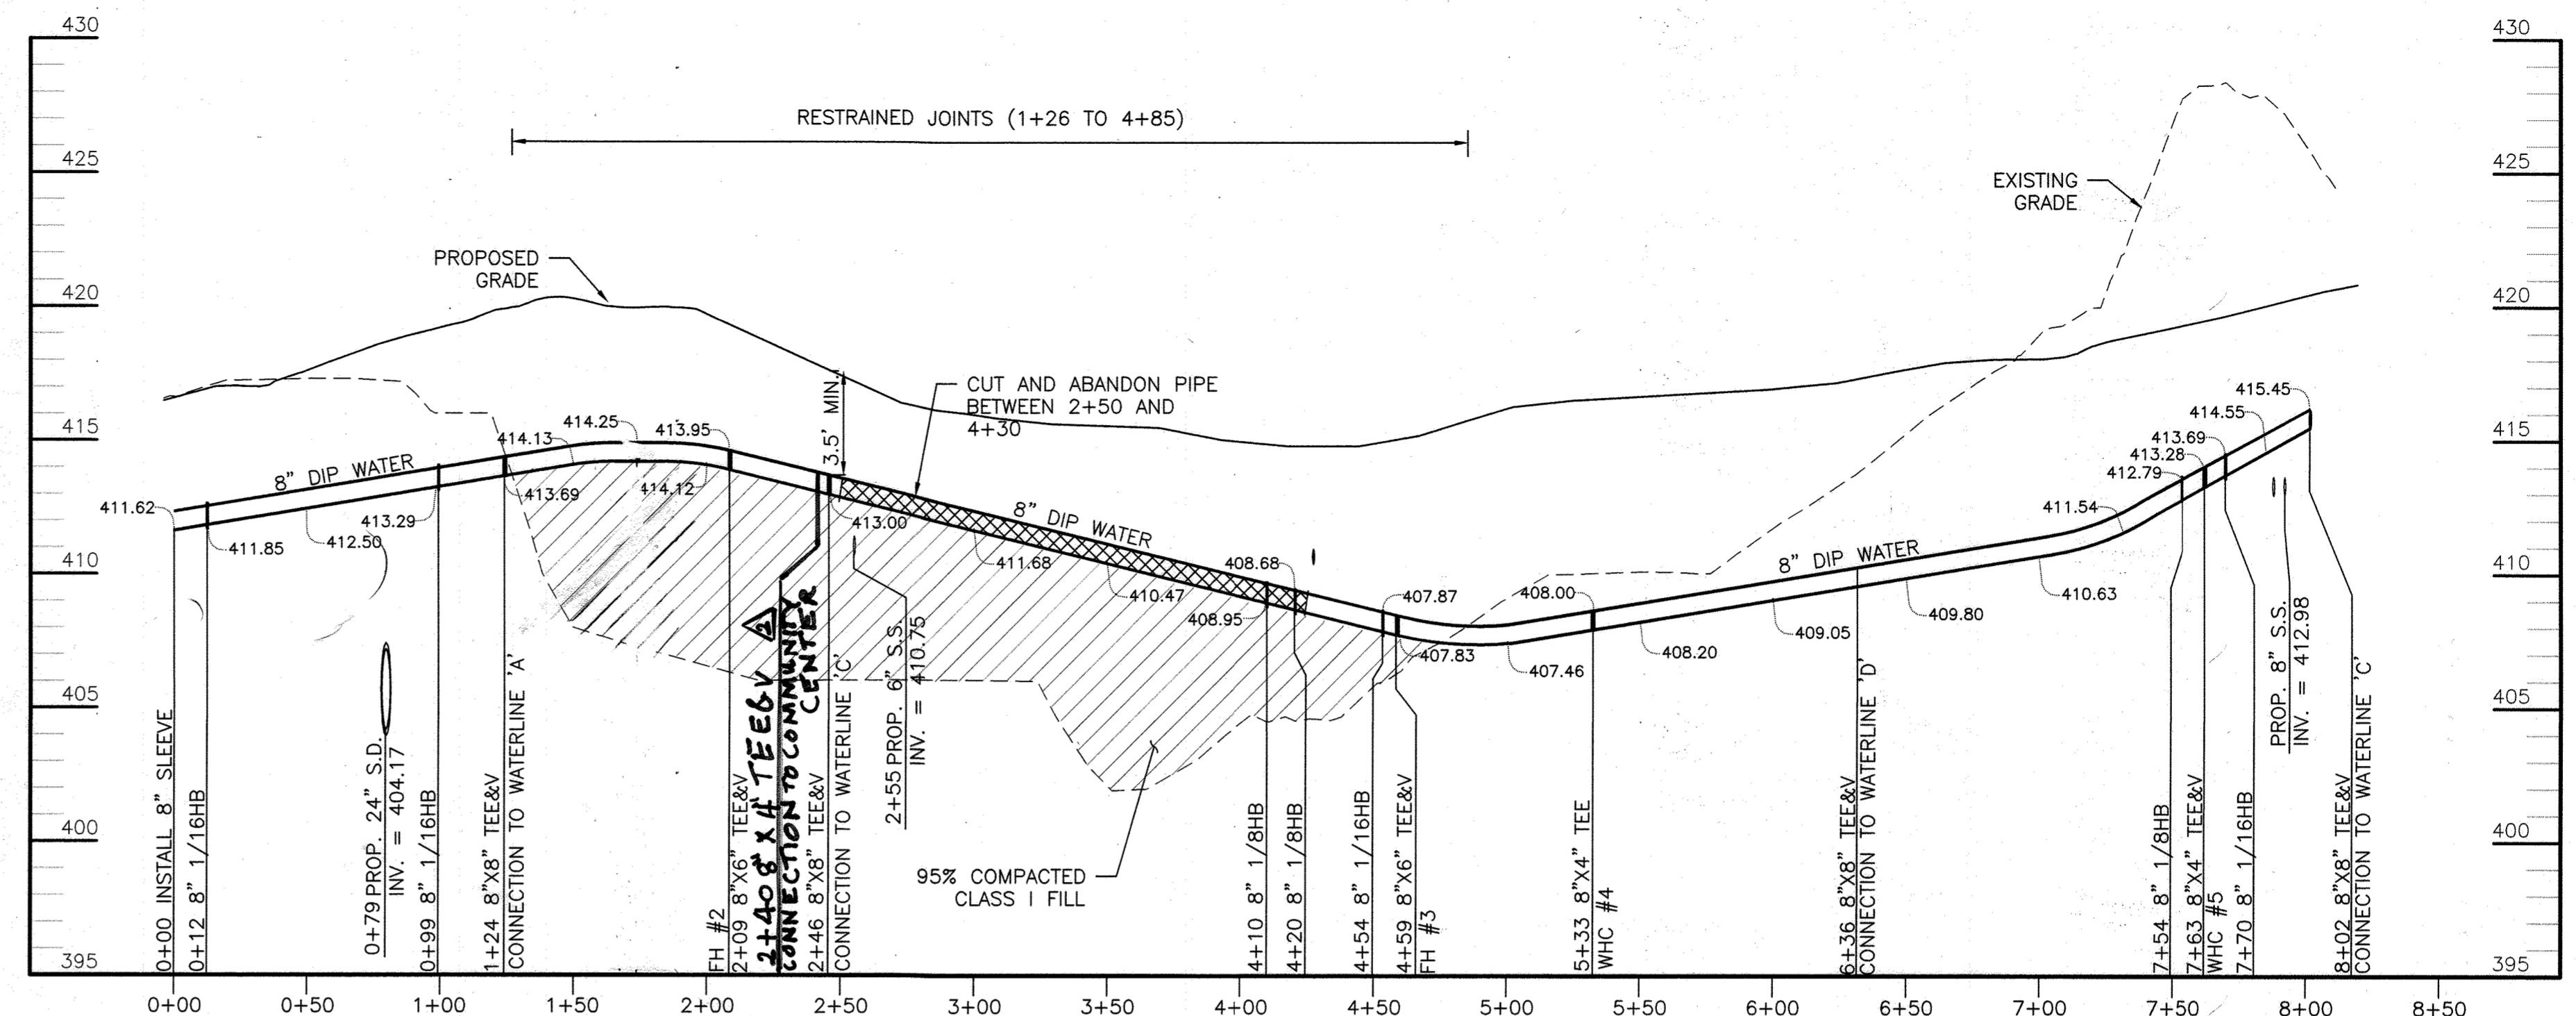 430
430
RESTRAINED JOINTS (1+26 TO 4+85)
425
425
EXISTING
GRADE
PROPOSED
GRADE
420
420
CUT AND ABANDON PIPE
BETWEEN 2+50 AND
4+30
3.5' MIN.
415
415
414.25
413.95
414.13
415.45
414.55
413.69
413.28
412.79
8" DIP WATER
411.62
413.69
414.12
413.29
412.50
411.85
413.00
8" DIP WATER
411.68
411.54
410
410
408.68
410.47
408.95
407.87
408.00
8" DIP WATER
410.63
409.80
409.05
408.20
407.83
407.46
405
405
400
400
95% COMPACTED
CLASS I FILL
0+00 INSTALL 8" SLEEVE
0+12 8" 1/16HB
0+79 PROP. 24" S.D.
INV. = 404.17
0+99 8" 1/16HB
1+24 8"X8" TEE&V
CONNECTION TO WATERLINE 'A'
FH #2
2+09 8"X6" TEE&V
2
2+40 8" X 4" TEE&V
CONNECTION TO COMMUNITY
CENTER
2+46 8"X8" TEE&V
CONNECTION TO WATERLINE 'C'
2+55 PROP. 6" S.S.
INV. = 410.75
4+10 8" 1/8HB
4+20 8" 1/8HB
4+54 8" 1/16HB
4+59 8"X6" TEE&V
FH #3
5+33 8"X4" TEE
WHC #4
6+36 8"X8" TEE&V
CONNECTION TO WATERLINE 'D'
7+54 8" 1/8HB
7+63 8"X4" TEE&V
WHC #5
7+70 8" 1/16HB
PROP. 8" S.S.
INV. = 412.98
8+02 8"X8" TEE&V
CONNECTION TO WATERLINE 'C'
395
395
0+00 0+50 1+00 1+50 2+00 2+50 3+00 3+50 4+00 4+50 5+00 5+50 6+00 6+50 7+00 7+50 8+00 8+50